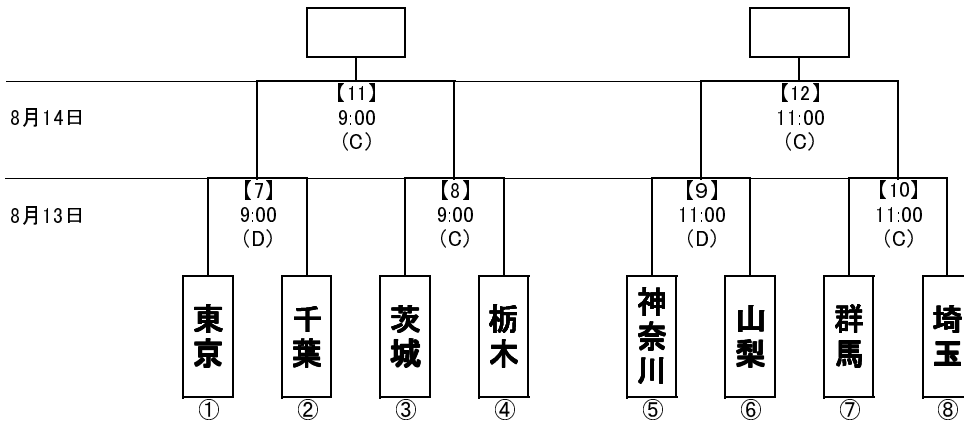 【11】
9:00
(C)
【12】
11:00
(C)
8月14日
【7】
9:00
(D)
【8】
9:00
(C)
【9】
11:00
(D)
【10】
11:00
(C)
8月13日
東京
千葉
茨城
栃木
神奈川
山梨
群馬
埼玉
①
②
③
④
⑤
⑥
⑦
⑧